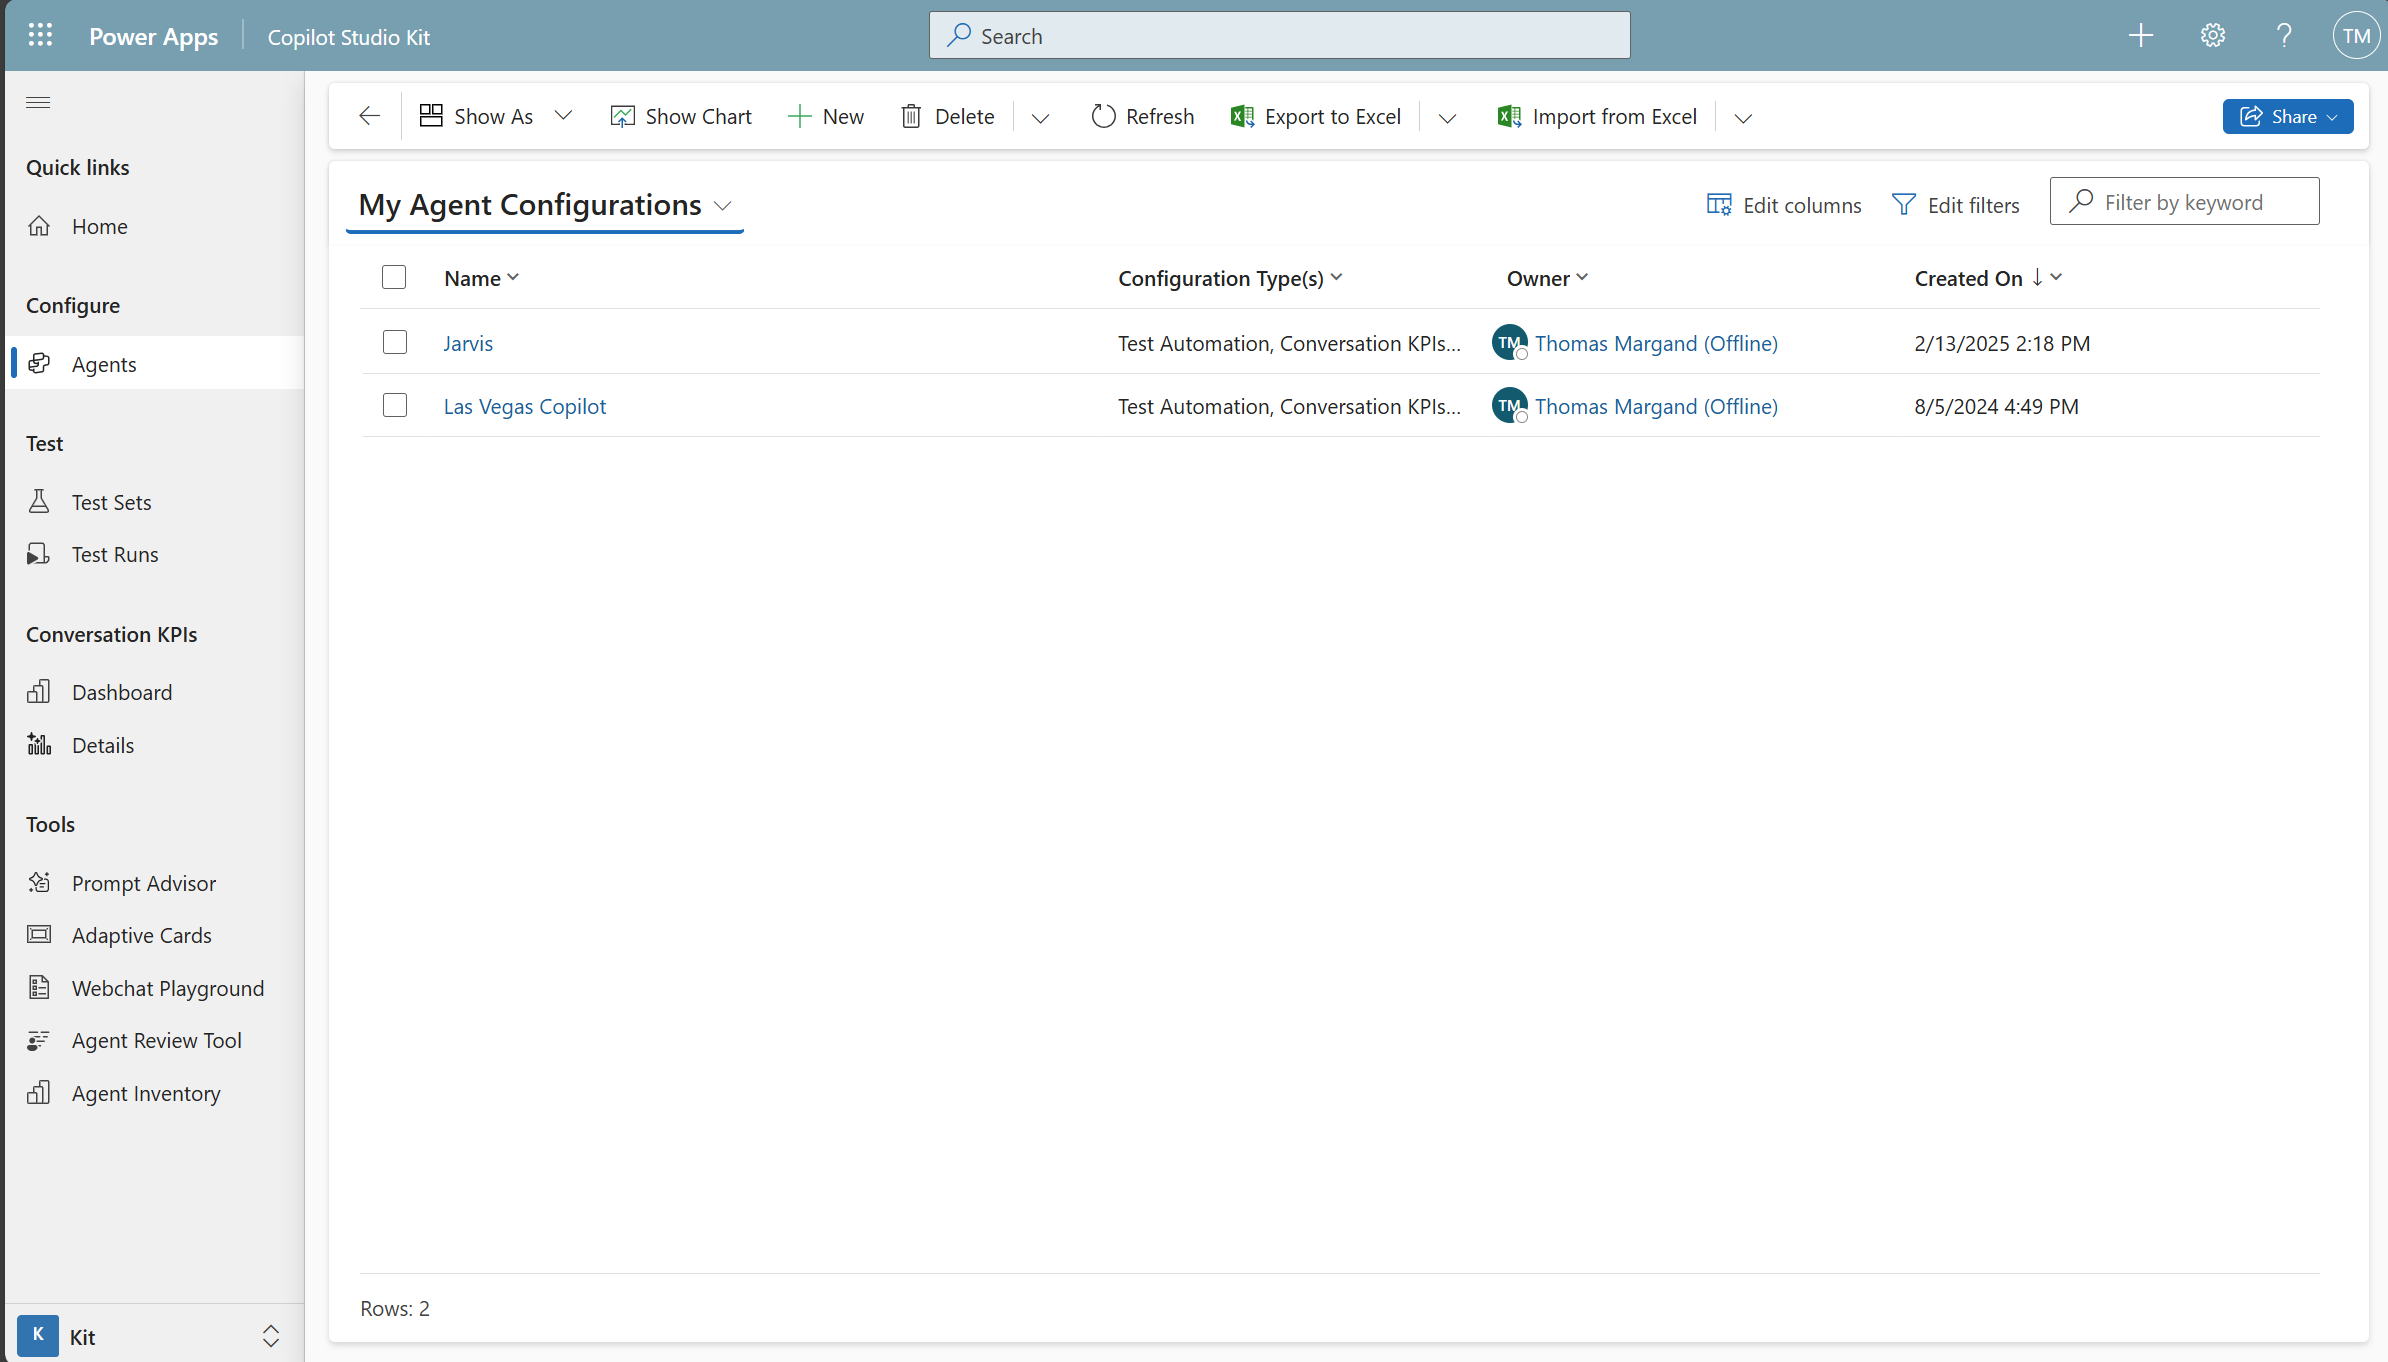 Power Apps
Copilot Studio Kit
Search
TM
Quick links
Home
Configure
Agents
Test
Test Sets
Test Runs
Conversation KPIs
Dashboard
Details
Tools
Prompt Advisor
Adaptive Cards
Webchat Playground
Agent Review Tool
Agent Inventory
K Kit
Show As
Show Chart
New
Delete
Refresh
Export to Excel
Import from Excel
Share
My Agent Configurations
Edit columns
Edit filters
Filter by keyword
Name Configuration Type(s) Owner Created On
Jarvis Test Automation, Conversation KPIs... TM Thomas Margand (Offline) 2/13/2025 2:18 PM
Las Vegas Copilot Test Automation, Conversation KPIs... TM Thomas Margand (Offline) 8/5/2024 4:49 PM
Rows: 2